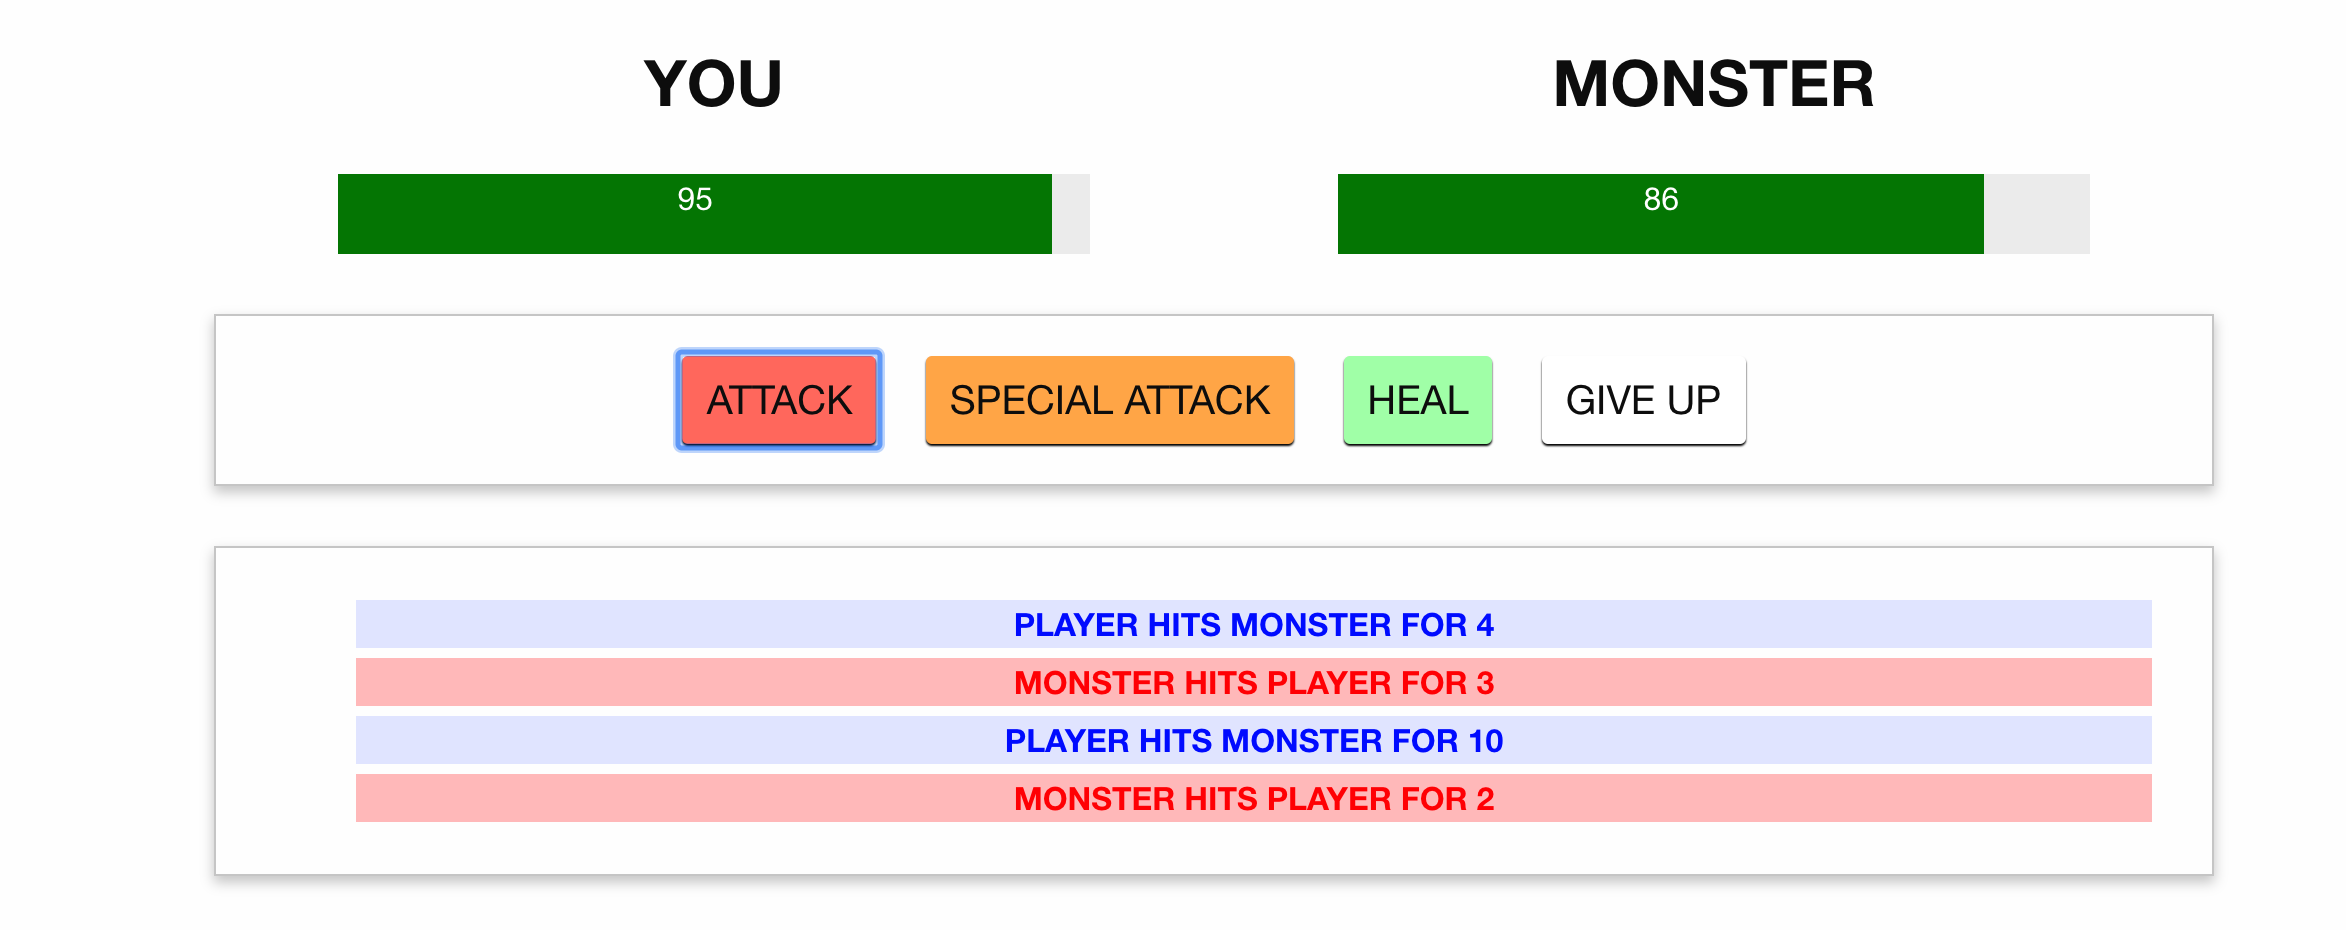 YOU
MONSTER
95
86
ATTACK
SPECIAL ATTACK
HEAL
GIVE UP
PLAYER HITS MONSTER FOR 4
MONSTER HITS PLAYER FOR 3
PLAYER HITS MONSTER FOR 10
MONSTER HITS PLAYER FOR 2